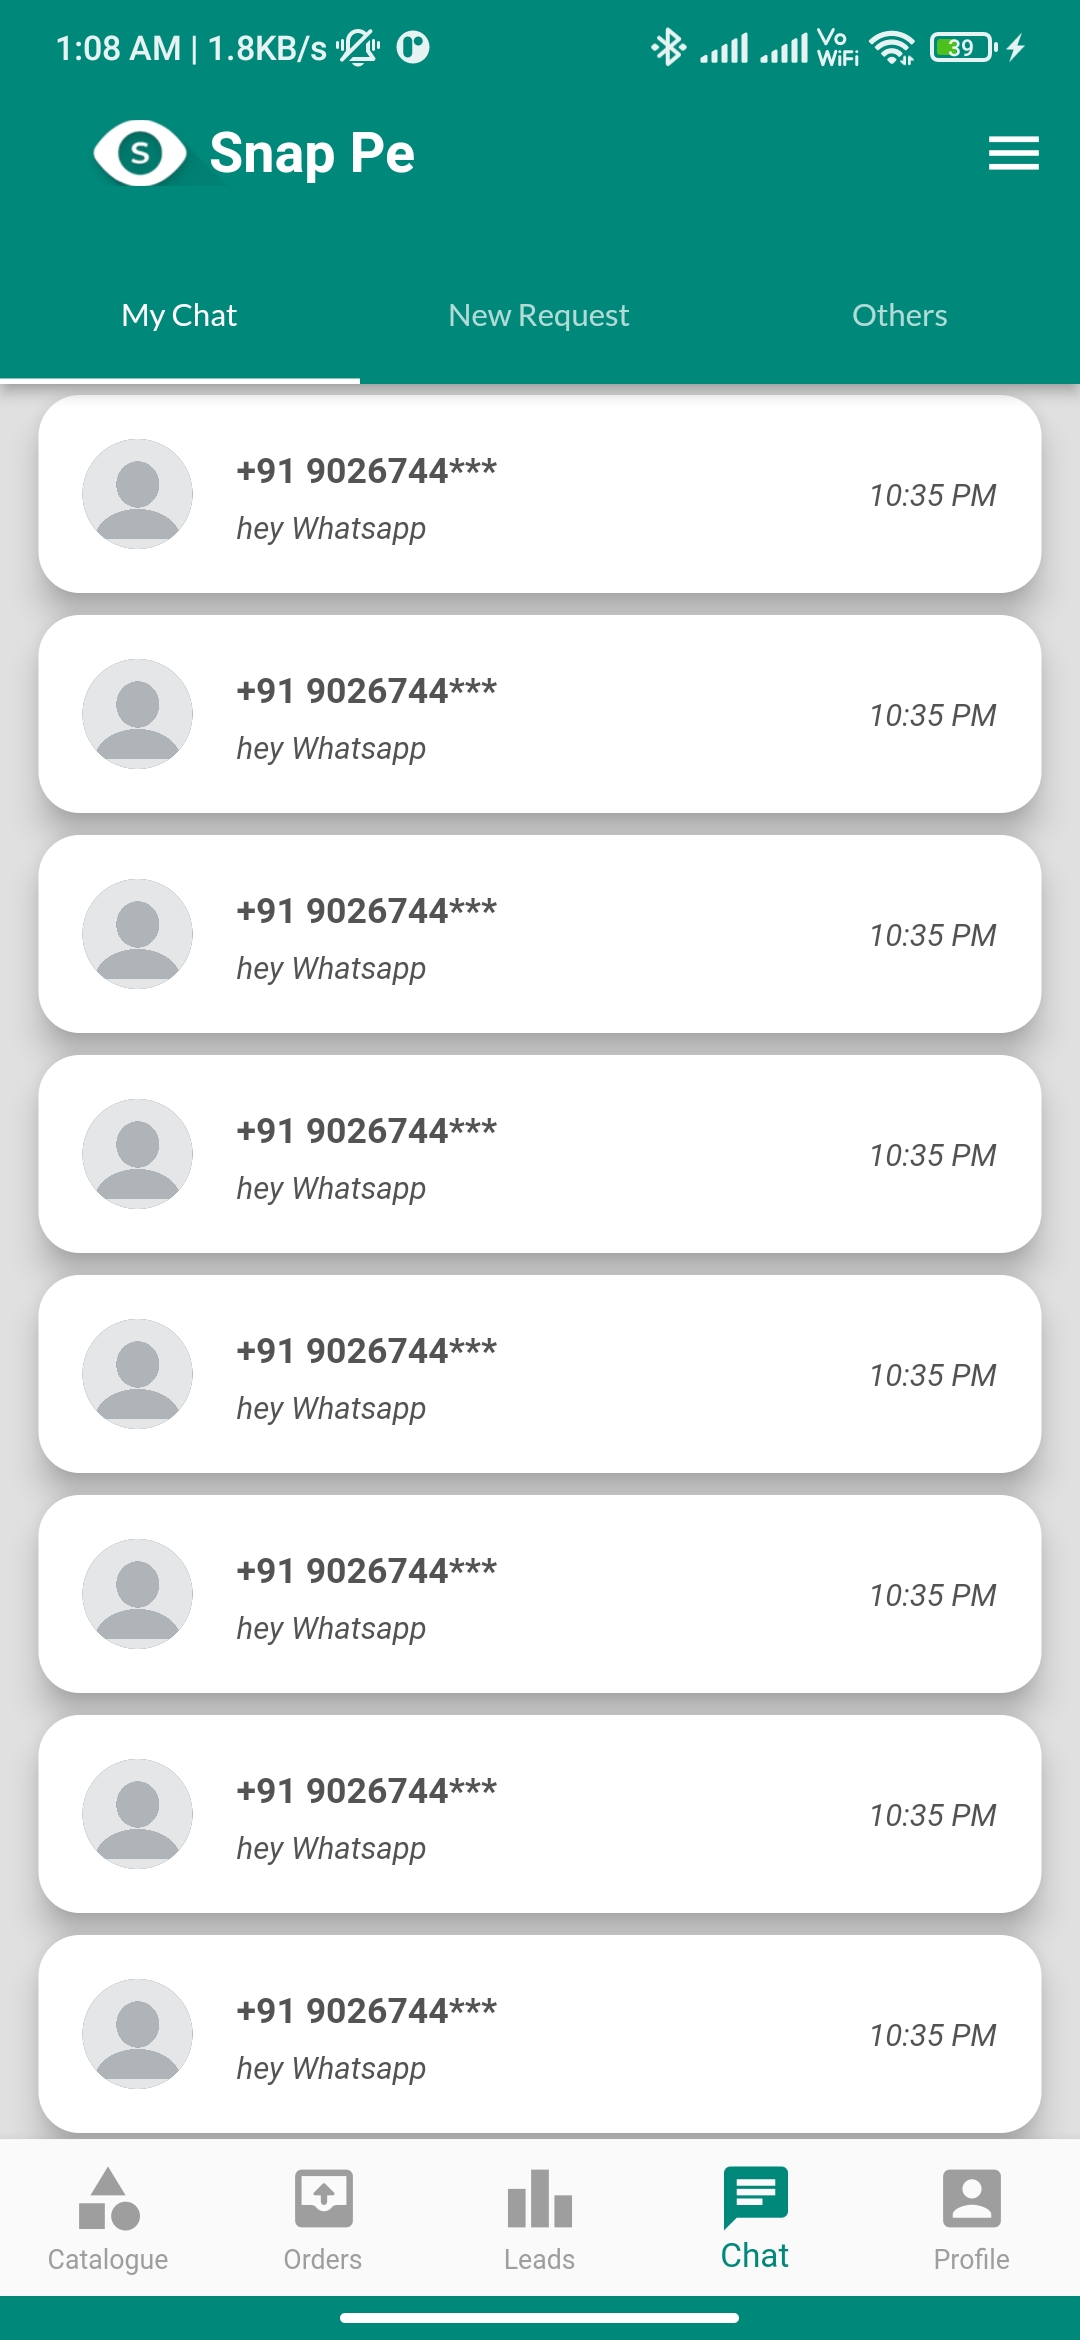 1:08 AM | 1.8KB/s
Vo
WiFi
39
S
Snap Pe
My Chat
New Request
Others
+91 9026744***
hey Whatsapp
10:35 PM
+91 9026744***
hey Whatsapp
10:35 PM
+91 9026744***
hey Whatsapp
10:35 PM
+91 9026744***
hey Whatsapp
10:35 PM
+91 9026744***
hey Whatsapp
10:35 PM
+91 9026744***
hey Whatsapp
10:35 PM
+91 9026744***
hey Whatsapp
10:35 PM
+91 9026744***
hey Whatsapp
10:35 PM
Catalogue
Orders
Leads
Chat
Profile